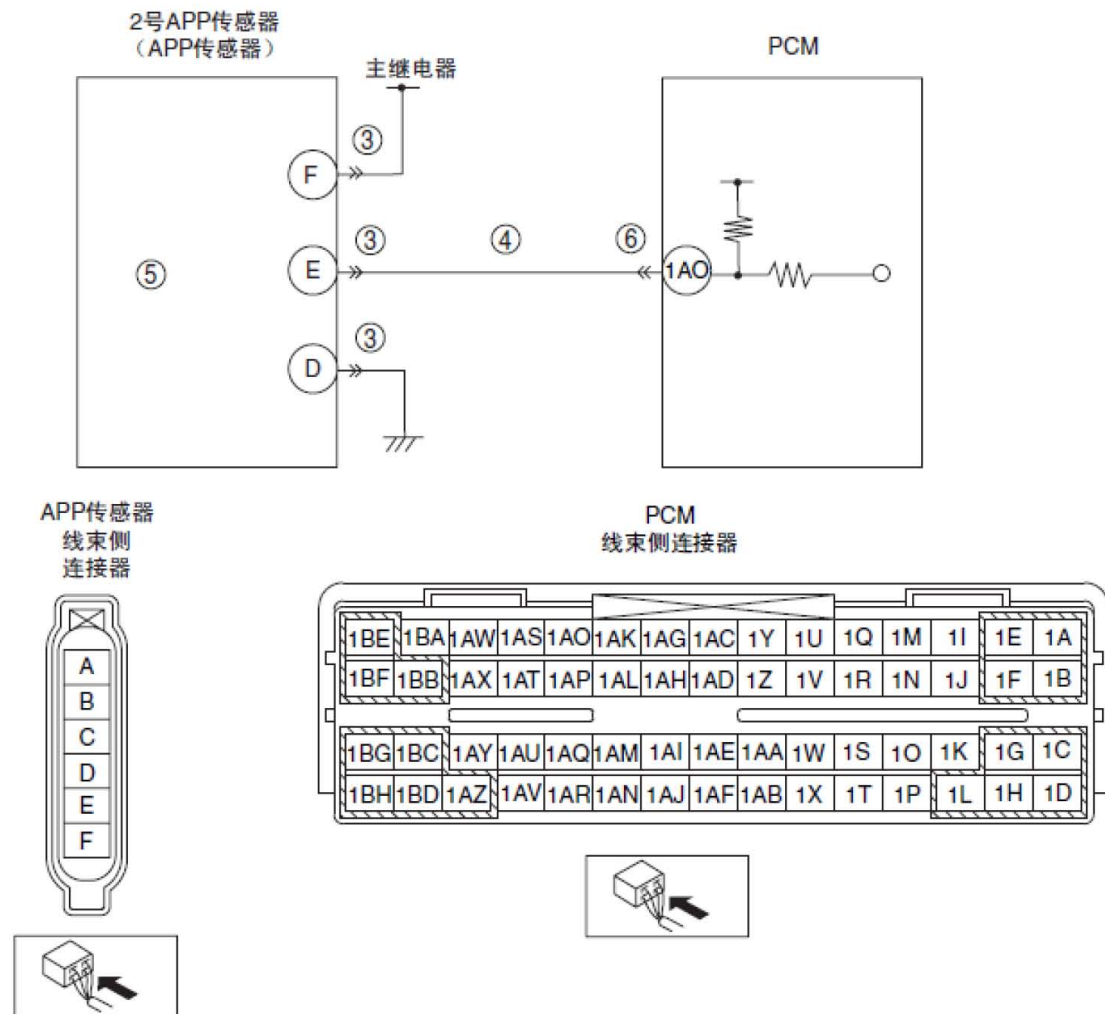 2号APP传感器
（APP传感器）
PCM
主继电器
③
F
③
④
⑥
⑤
E
1AO
③
D
APP传感器
线束侧
连接器
PCM
线束侧连接器
A
B
C
D
E
F
1BE 1BA 1AW 1AS 1AO 1AK 1AG 1AC 1Y 1U 1Q 1M 1I 1E 1A
1BF 1BB 1AX 1AT 1AP 1AL 1AH 1AD 1Z 1V 1R 1N 1J 1F 1B
1BG 1BC 1AY 1AU 1AQ 1AM 1AI 1AE 1AA 1W 1S 1O 1K 1G 1C
1BH 1BD 1AZ 1AV 1AR 1AN 1AJ 1AF 1AB 1X 1T 1P 1L 1H 1D